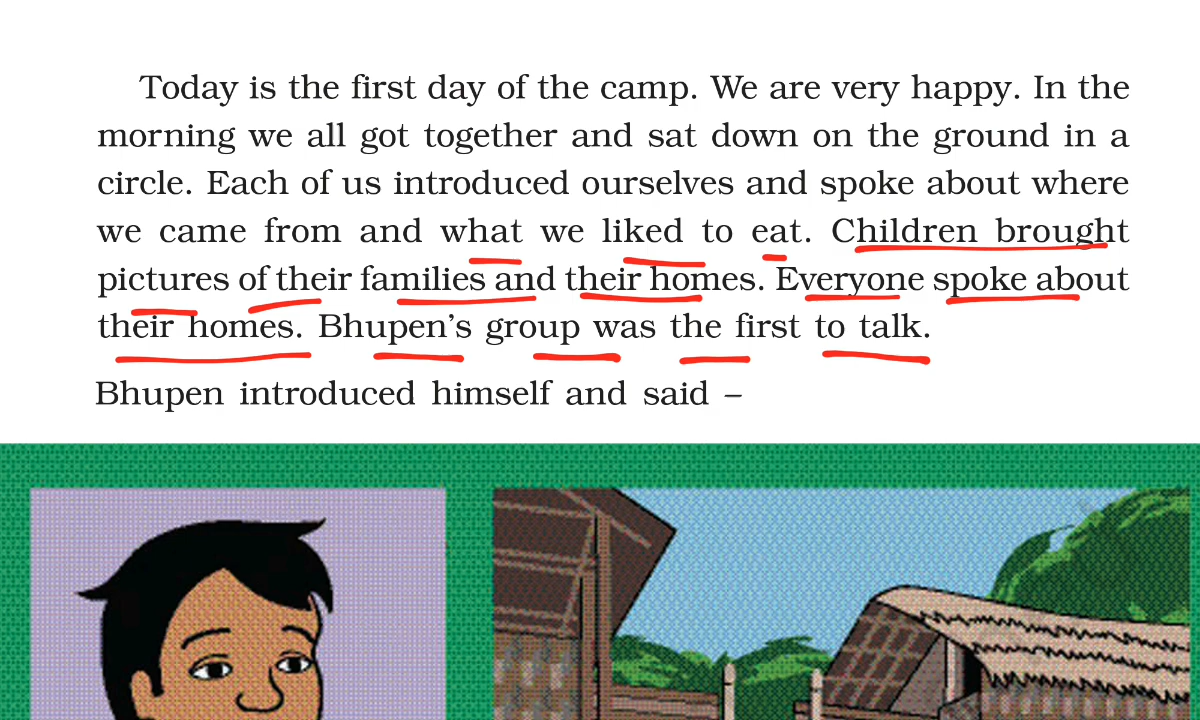 Today is the first day of the camp. We are very happy. In the
morning we all got together and sat down on the ground in a
circle. Each of us introduced ourselves and spoke about where
we came from and what we liked to eat. Children brought
pictures of their families and their homes. Everyone spoke about
their homes. Bhupen’s group was the first to talk.
Bhupen introduced himself and said –